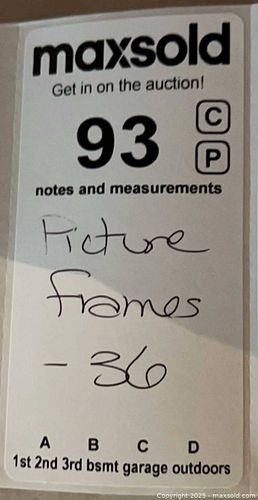 maxsold
Get in on the auction!
93
C
P
notes and measurements
Picture
frames
- 36
A B C D
1st 2nd 3rd bsmt garage outdoors
Copyright 2025 - maxsold.com